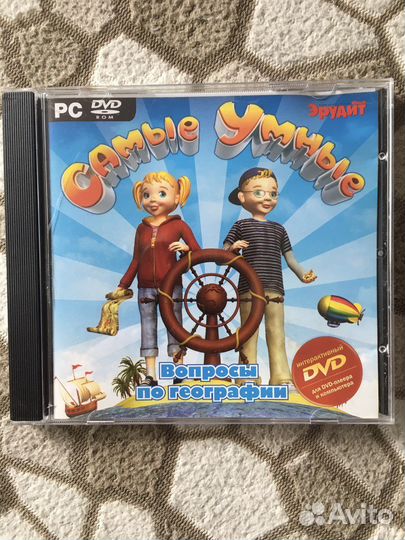 PC DVD
ROM
Эрудит
Самые Умные
интерактивный
DVD
для DVD-плеера
и компьютера
Вопросы
по географии
Avito